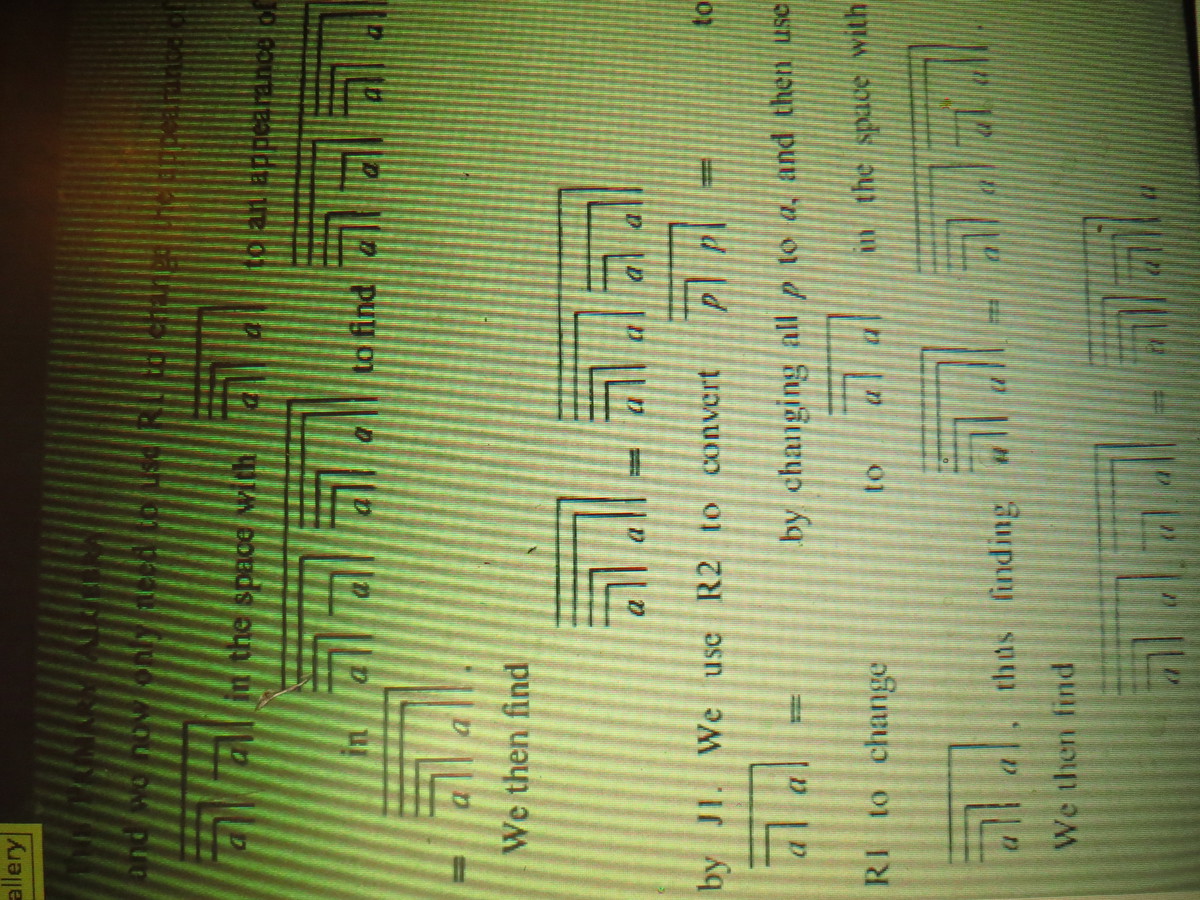 allery
THE PRIMARY ALGEBRA
and we now only need to use R1 to change the appearance of
a a in the space with a a to an appearance of
in a a a a to find a a a a
= a a .
We then find
a a = a a a a
by J1. We use R2 to convert p p = to
a a = by changing all p to a, and then use
R1 to change to a a in the space with
a a , thus finding a a = a a a a .
We then find
a a a a = a a a